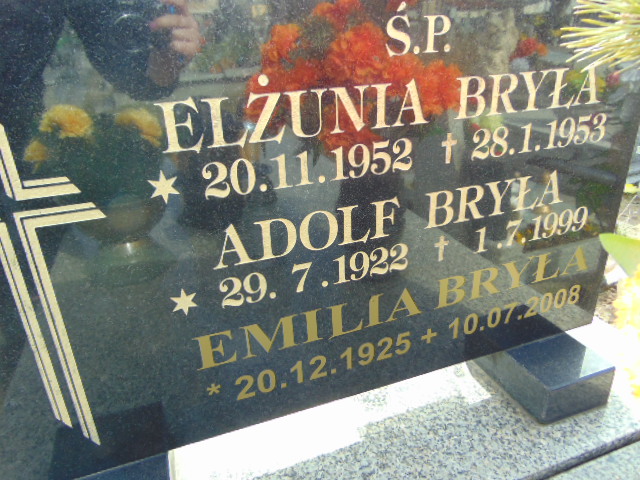 Ś.P.
ELŻUNIA BRYŁA
* 20.11.1952 † 28.1.1953
ADOLF BRYŁA
* 29.7.1922 † 1.7.1999
EMILIA BRYŁA
* 20.12.1925 + 10.07.2008